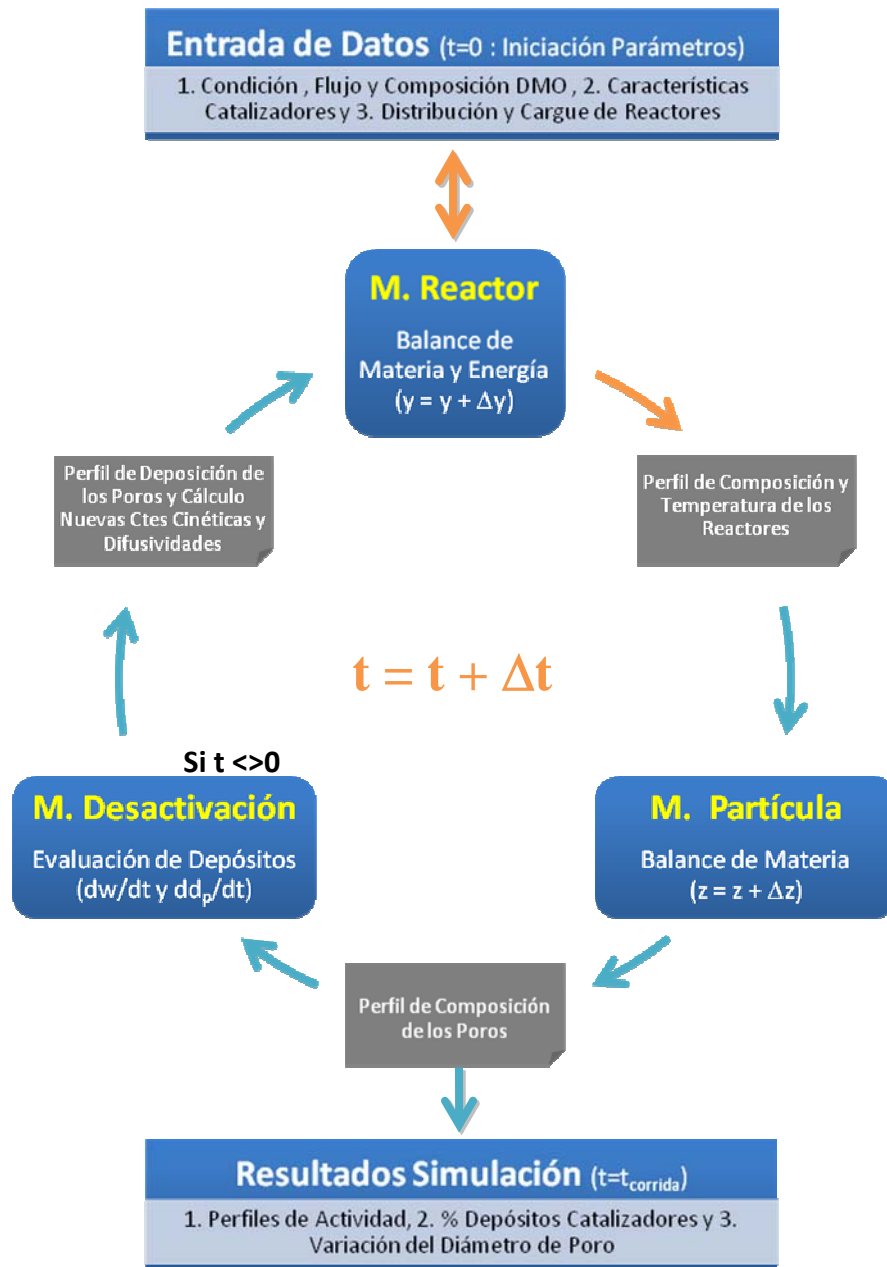 Entrada de Datos (t=0 : Iniciación Parámetros)
1. Condición , Flujo y Composición DMO , 2. Características
Catalizadores y 3. Distribución y Cargue de Reactores
M. Reactor
Balance de
Materia y Energía
(y = y + Δy)
Perfil de Deposición de
los Poros y Cálculo
Nuevas Ctes Cinéticas y
Difusividades
Perfil de Composición y
Temperatura de los
Reactores
t = t + Δt
Si t <>0
M. Desactivación
Evaluación de Depósitos
(dw/dt y ddp/dt)
M. Partícula
Balance de Materia
(z = z + Δz)
Perfil de Composición
de los Poros
Resultados Simulación (t=tcorrida)
1. Perfiles de Actividad, 2. % Depósitos Catalizadores y 3.
Variación del Diámetro de Poro